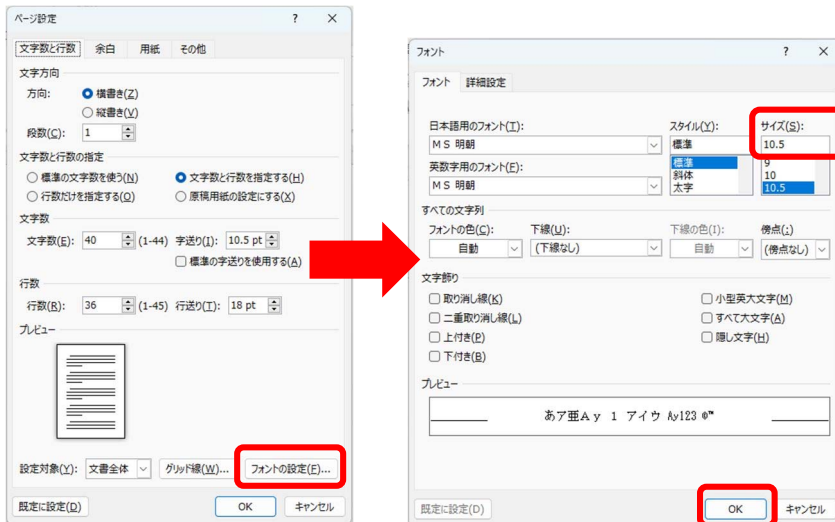 ページ設定 ? ×
文字数と行数 余白 用紙 その他
文字方向
方向: 横書き(Z)
縦書き(V)
段数(C): 1
文字数と行数の指定
標準の文字数を使う(N) 文字数と行数を指定する(H)
行数だけを指定する(O) 原稿用紙の設定にする(X)
文字数
文字数(E): 40 (1-44) 字送り(I): 10.5 pt
標準の字送りを使用する(A)
行数
行数(R): 36 (1-45) 行送り(T): 18 pt
プレビュー
設定対象(Y): 文書全体 グリッド線(W)... フォントの設定(F)...
既定に設定(D) OK キャンセル
フォント ? ×
フォント 詳細設定
日本語用のフォント(T): スタイル(Y): サイズ(S):
MS 明朝 標準 10.5
英数字用のフォント(F): 標準 9
斜体 10
MS 明朝 太字 10.5
すべての文字列
フォントの色(C): 下線(U): 下線の色(I): 傍点(:)
自動 (下線なし) 自動 (傍点なし)
文字飾り
取り消し線(K) 小型英大文字(M)
二重取り消し線(L) すべて大文字(A)
上付き(P) 隠し文字(H)
下付き(B)
プレビュー
あア亜Ay 1 アイウ Ay123 @™
既定に設定(D) OK キャンセル